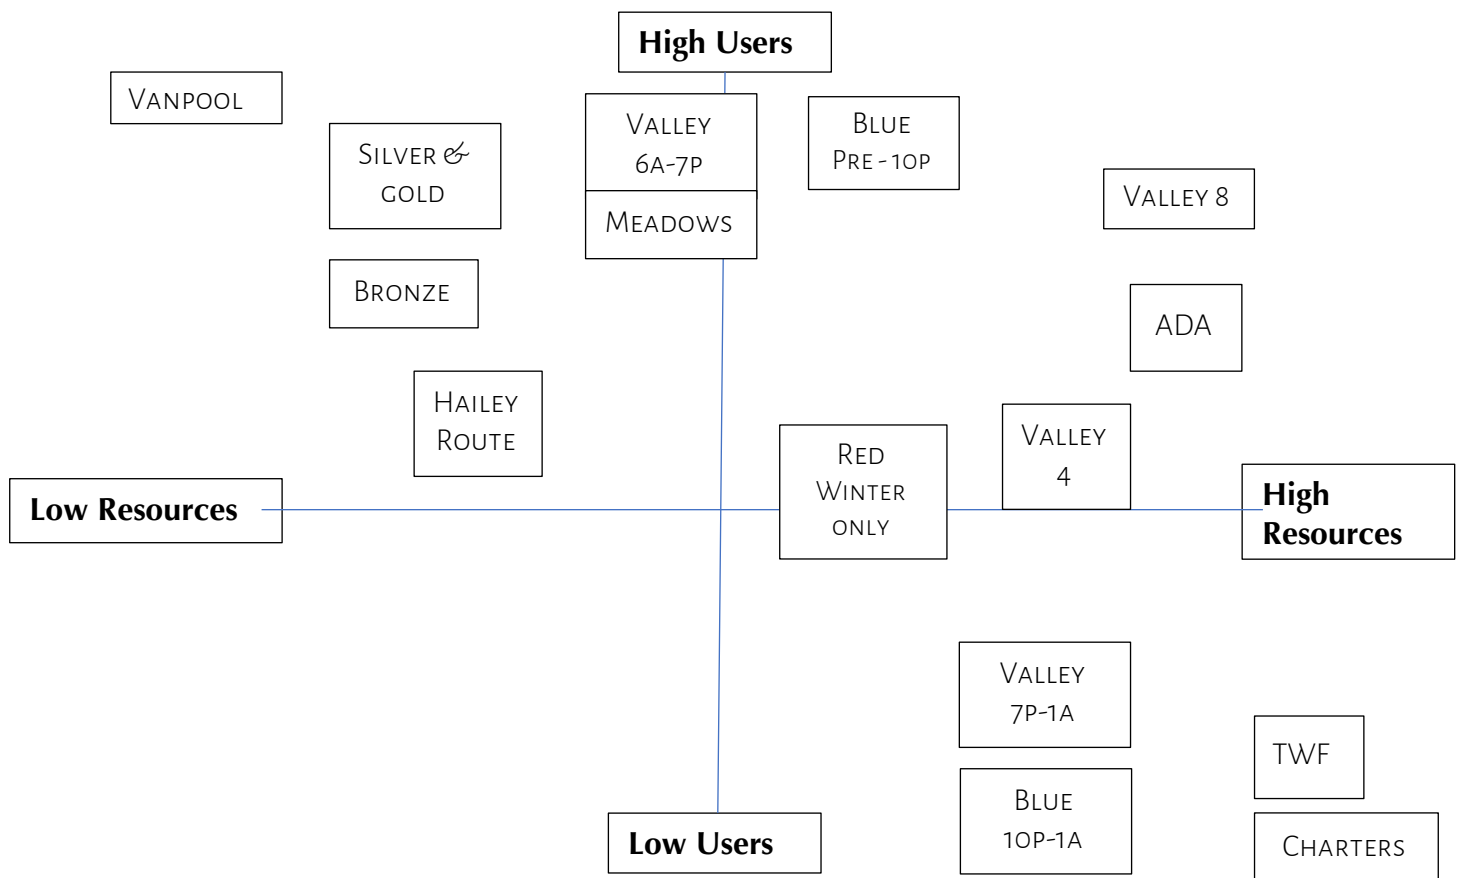 High Users
Vanpool
Silver &
gold
Valley
6a-7p
Blue
Pre-10p
Meadows
Valley 8
Bronze
ADA
Hailey
Route
Red
Winter
only
Valley
4
Low Resources
High
Resources
Valley
7p-1a
TWF
Blue
10p-1a
Low Users
Charters